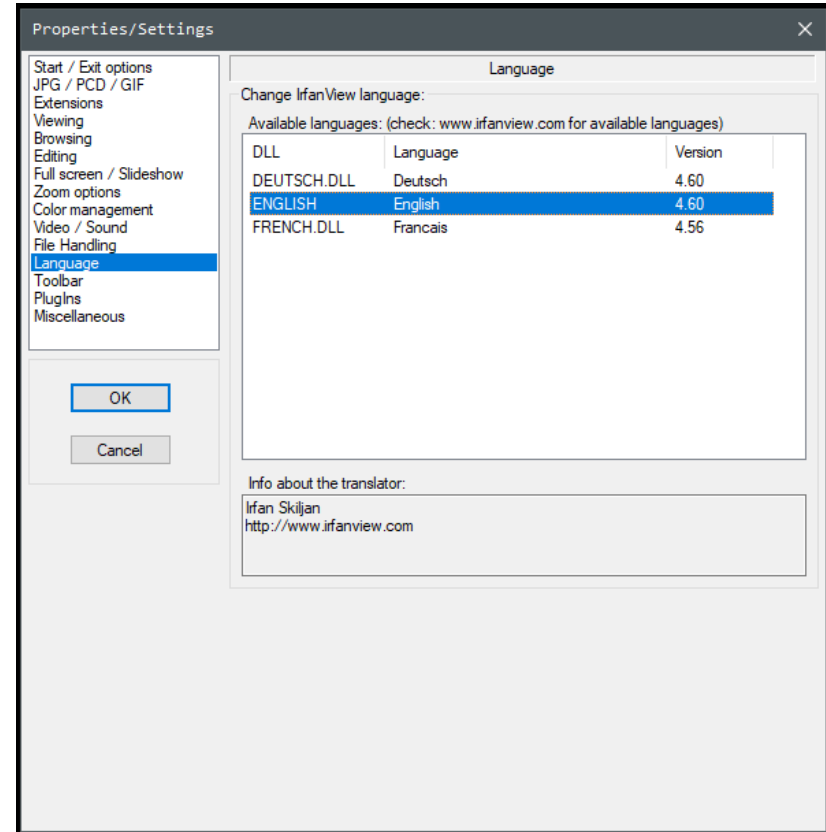 Properties/Settings
Start / Exit options
JPG / PCD / GIF
Extensions
Viewing
Browsing
Editing
Full screen / Slideshow
Zoom options
Color management
Video / Sound
File Handling
Language
Toolbar
PlugIns
Miscellaneous
OK
Cancel
Language
Change IrfanView language:
Available languages: (check: www.irfanview.com for available languages)
DLL Language Version
DEUTSCH.DLL Deutsch 4.60
ENGLISH English 4.60
FRENCH.DLL Francais 4.56
Info about the translator:
Irfan Skiljan
http://www.irfanview.com